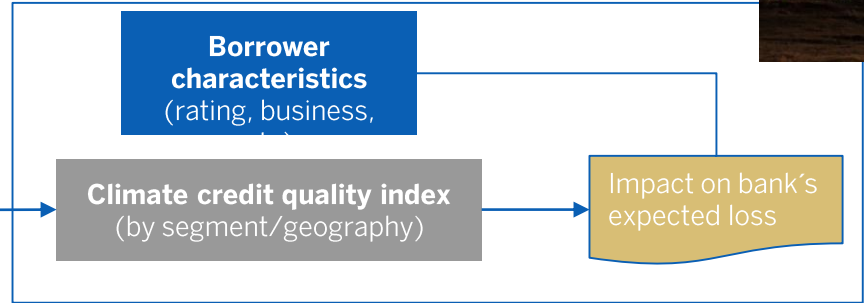 Borrower
characteristics
(rating, business,
Climate credit quality index
(by segment/geography)
Impact on bank´s
expected loss